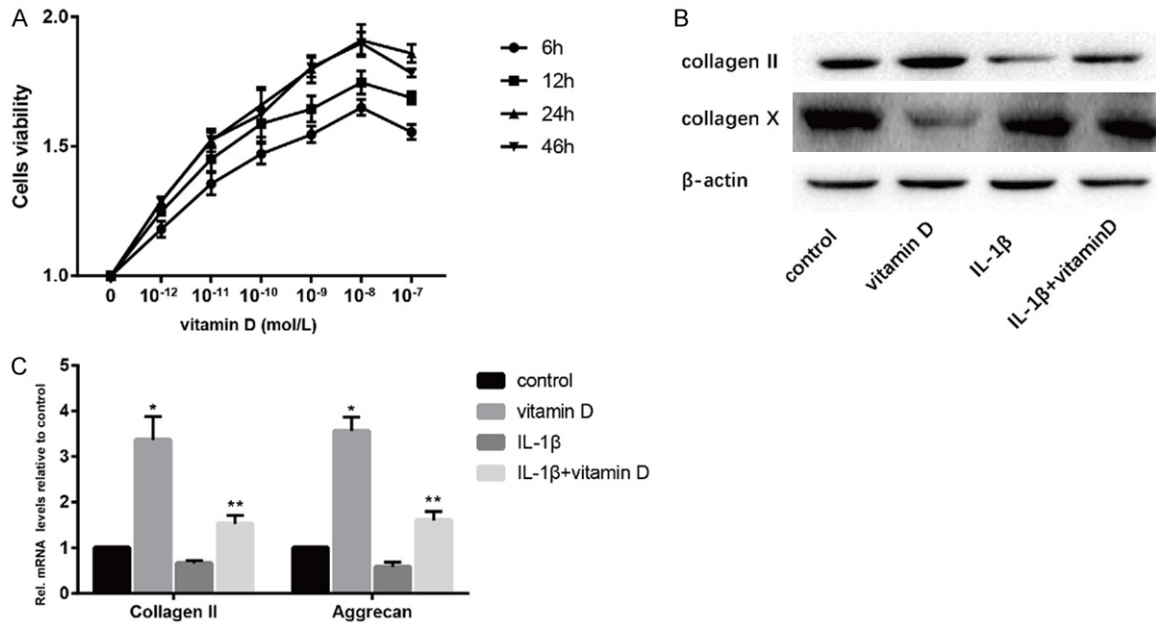 A
Cells viability
2.0
1.5
1.0
0 10⁻¹² 10⁻¹¹ 10⁻¹⁰ 10⁻⁹ 10⁻⁸ 10⁻⁷
vitamin D (mol/L)
6h
12h
24h
46h
B
collagen II
collagen X
β-actin
control
vitamin D
IL-1β
IL-1β+vitaminD
C
Rel. mRNA levels relative to control
5
4
3
2
1
0
* ** * **
Collagen II Aggrecan
control
vitamin D
IL-1β
IL-1β+vitamin D